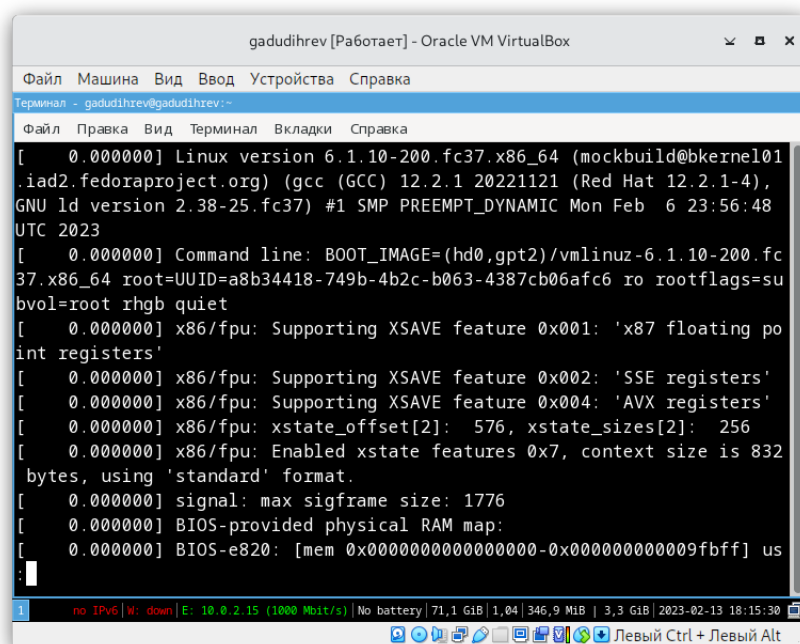 gadudihrev [Работает] - Oracle VM VirtualBox
Файл Машина Вид Ввод Устройства Справка
Терминал - gadudihrev@gadudihrev:~
Файл Правка Вид Терминал Вкладки Справка
[    0.000000] Linux version 6.1.10-200.fc37.x86_64 (mockbuild@bkernel01
.iad2.fedoraproject.org) (gcc (GCC) 12.2.1 20221121 (Red Hat 12.2.1-4),
GNU ld version 2.38-25.fc37) #1 SMP PREEMPT_DYNAMIC Mon Feb  6 23:56:48
UTC 2023
[    0.000000] Command line: BOOT_IMAGE=(hd0,gpt2)/vmlinuz-6.1.10-200.fc
37.x86_64 root=UUID=a8b34418-749b-4b2c-b063-4387cb06afc6 ro rootflags=su
bvol=root rhgb quiet
[    0.000000] x86/fpu: Supporting XSAVE feature 0x001: 'x87 floating po
int registers'
[    0.000000] x86/fpu: Supporting XSAVE feature 0x002: 'SSE registers'
[    0.000000] x86/fpu: Supporting XSAVE feature 0x004: 'AVX registers'
[    0.000000] x86/fpu: xstate_offset[2]:  576, xstate_sizes[2]:  256
[    0.000000] x86/fpu: Enabled xstate features 0x7, context size is 832
 bytes, using 'standard' format.
[    0.000000] signal: max sigframe size: 1776
[    0.000000] BIOS-provided physical RAM map:
[    0.000000] BIOS-e820: [mem 0x0000000000000000-0x000000000009fbff] us
:
1 no IPv6|W: down|E: 10.0.2.15 (1000 Mbit/s)|No battery|71,1 GiB|1,04|346,9 MiB | 3,3 GiB|2023-02-13 18:15:30
Левый Ctrl + Левый Alt